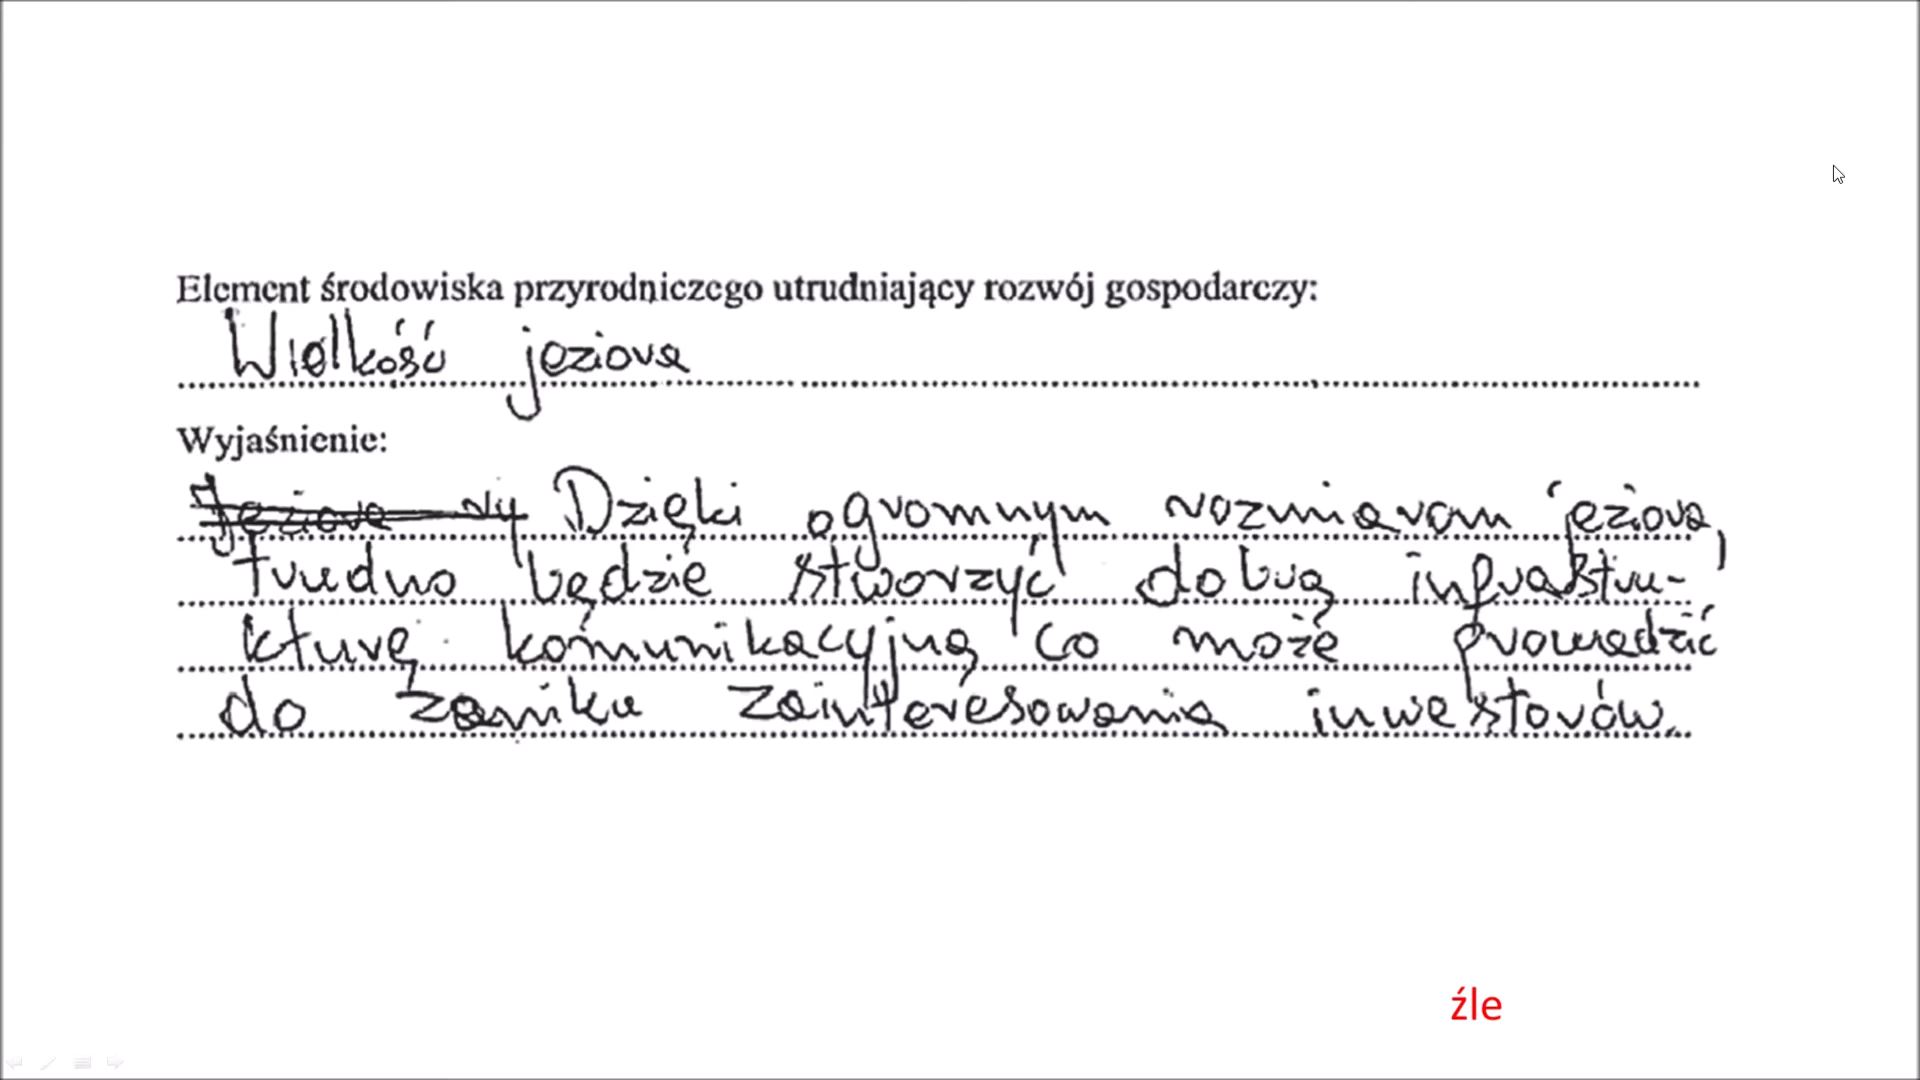 Element środowiska przyrodniczego utrudniający rozwój gospodarczy:
Wielkość jeziora
Wyjaśnienie:
Jeziora Dzięki ogromnym rozmiarom jeziora,
trudno będzie stworzyć dobrą infrastru-
kturę komunikacyjną co może prowadzić
do zaniku zainteresowania inwestorów.
źle